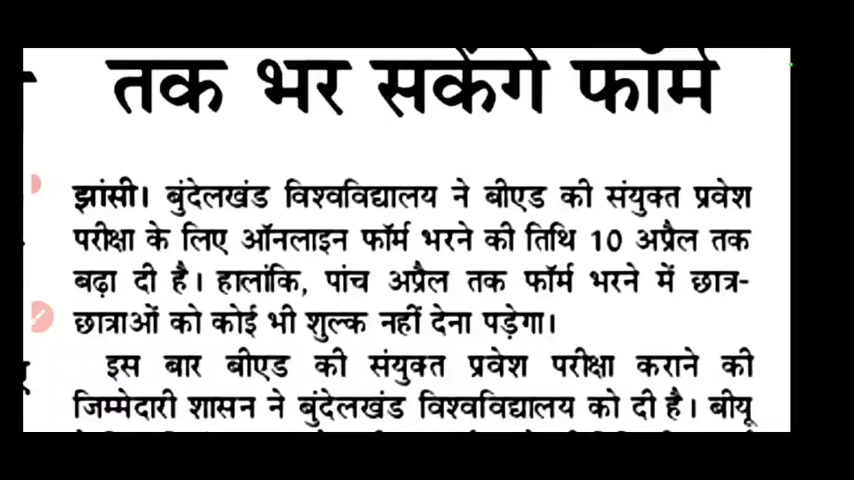 तक भर सकेंगे फॉर्म
झांसी। बुंदेलखंड विश्वविद्यालय ने बीएड की संयुक्त प्रवेश
परीक्षा के लिए ऑनलाइन फॉर्म भरने की तिथि 10 अप्रैल तक
बढ़ा दी है। हालांकि, पांच अप्रैल तक फॉर्म भरने में छात्र-
छात्राओं को कोई भी शुल्क नहीं देना पड़ेगा।
इस बार बीएड की संयुक्त प्रवेश परीक्षा कराने की
जिम्मेदारी शासन ने बुंदेलखंड विश्वविद्यालय को दी है। बीयू